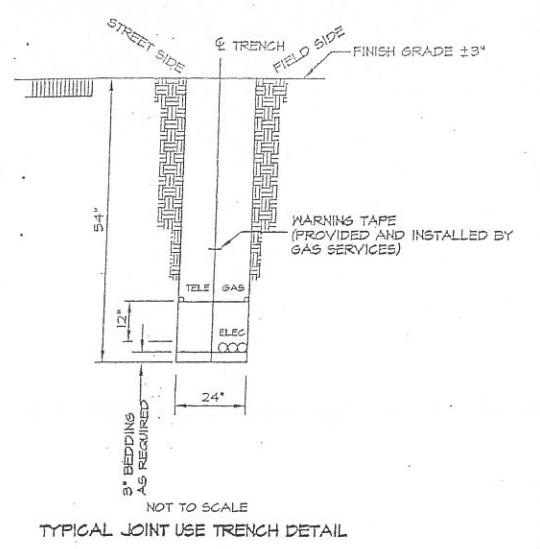 STREET SIDE
℄ TRENCH
FIELD SIDE
FINISH GRADE ±3"
54"
WARNING TAPE
(PROVIDED AND INSTALLED BY
GAS SERVICES)
TELE GAS
12"
ELEC
24"
3" BEDDING
AS REQUIRED
NOT TO SCALE
TYPICAL JOINT USE TRENCH DETAIL